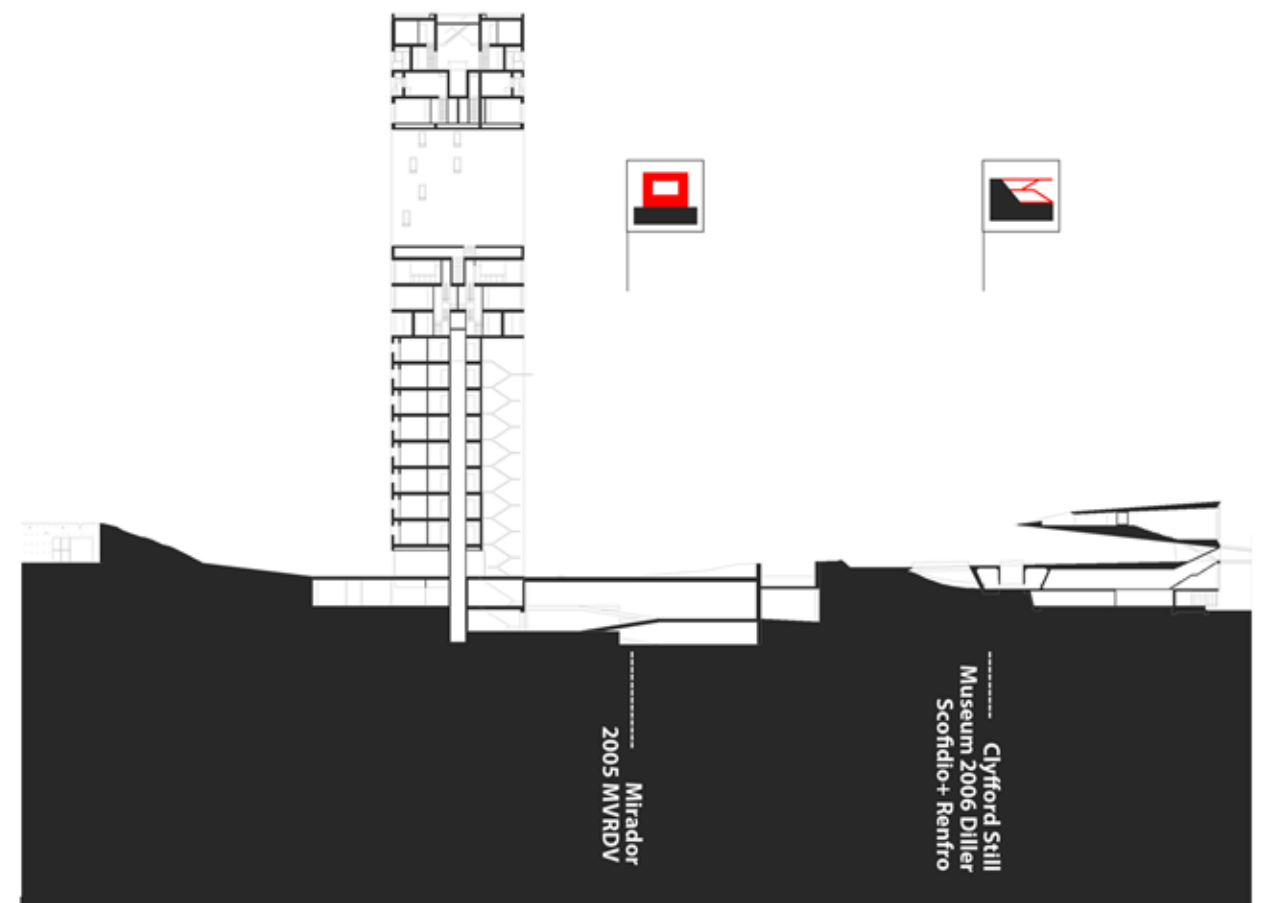 Mirador
2005 MVRDV
Clyfford Still
Museum 2006 Diller
Scofidio+ Renfro